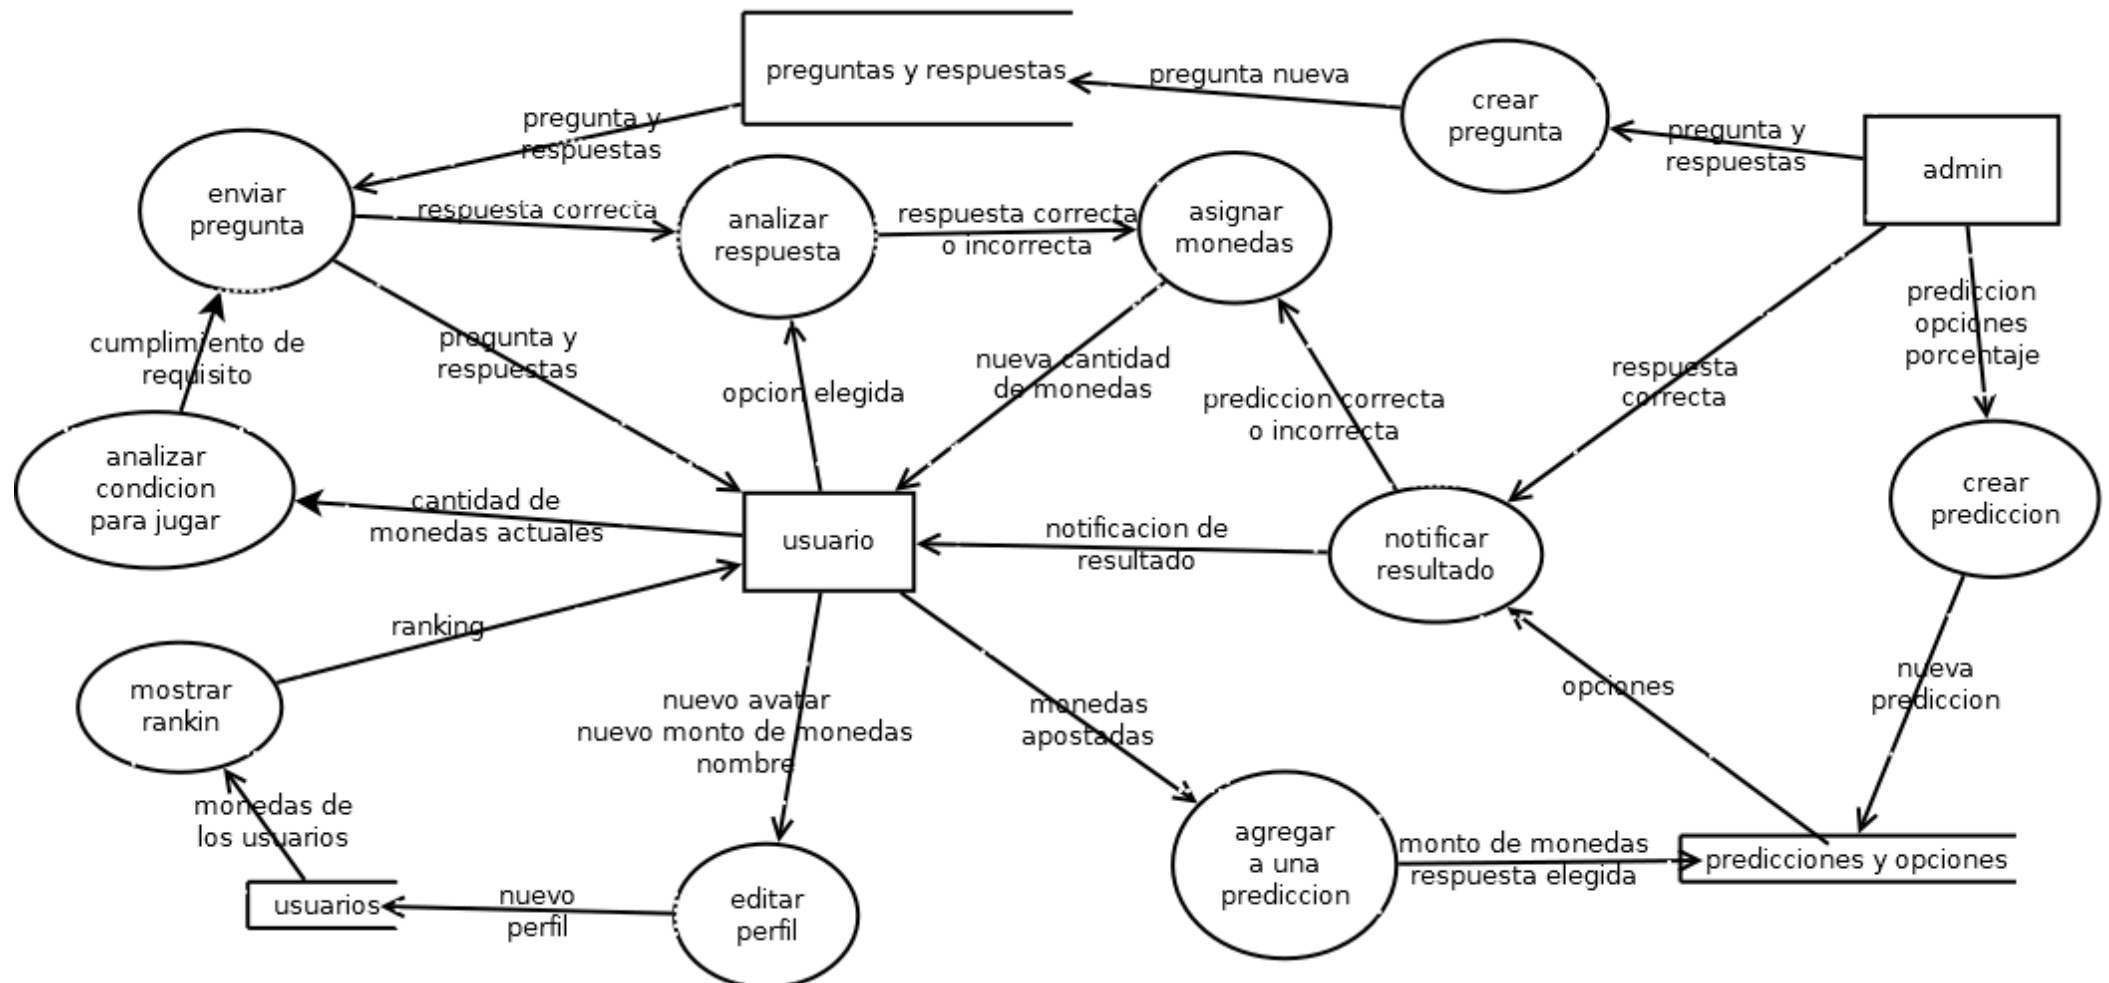 preguntas y respuestas
pregunta nueva
crear
pregunta
pregunta y
respuestas
admin
pregunta y
respuestas
enviar
pregunta
respuesta correcta
analizar
respuesta
respuesta correcta
o incorrecta
asignar
monedas
cumplimiento de
requisito
pregunta y
respuestas
opcion elegida
nueva cantidad
de monedas
prediccion correcta
o incorrecta
respuesta
correcta
prediccion
opciones
porcentaje
analizar
condicion
para jugar
cantidad de
monedas actuales
usuario
notificacion de
resultado
notificar
resultado
crear
prediccion
ranking
mostrar
rankin
nuevo avatar
nuevo monto de monedas
nombre
monedas
apostadas
opciones
nueva
prediccion
monedas de
los usuarios
usuarios
nuevo
perfil
editar
perfil
agregar
a una
prediccion
monto de monedas
respuesta elegida
predicciones y opciones